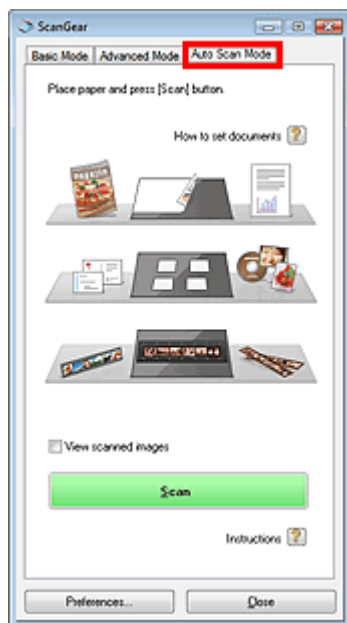 ScanGear
Basic Mode Advanced Mode Auto Scan Mode
Place paper and press [Scan] button.
How to set documents ?
View scanned images
Scan
Instructions ?
Preferences... Close